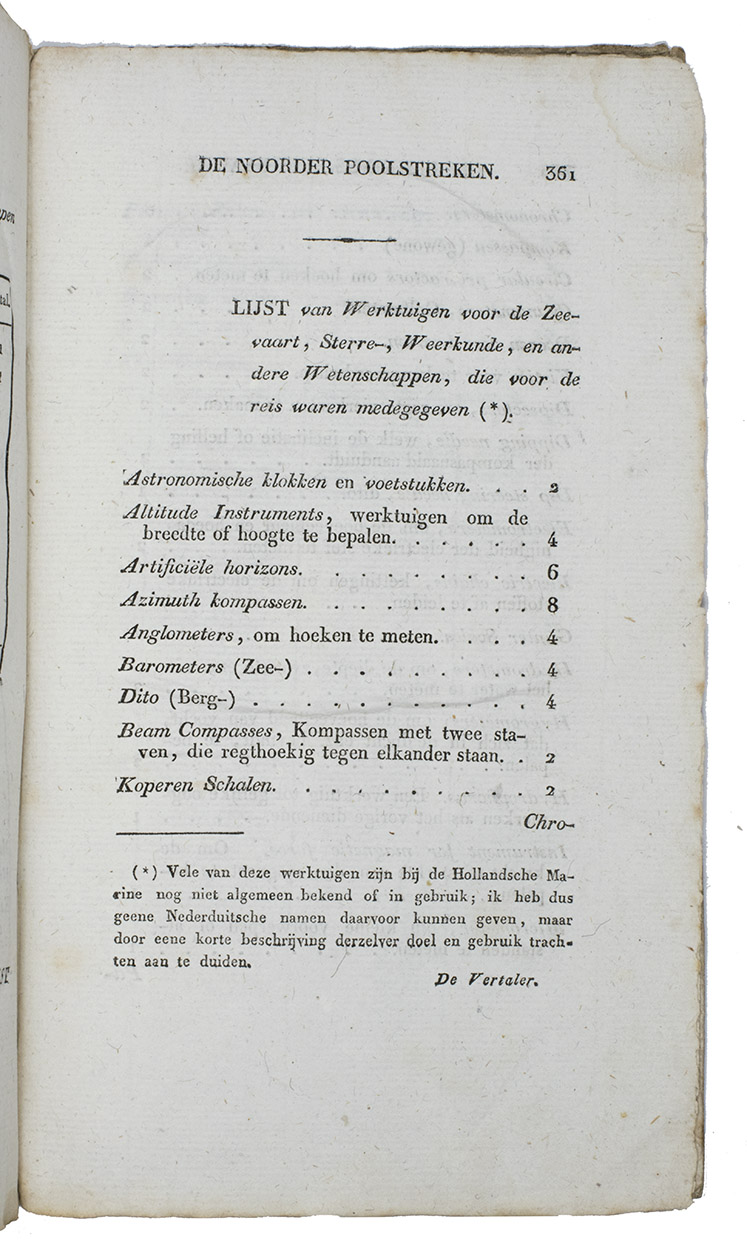 DE NOORDER POOLSTREKEN. 361
LIJST van Werktuigen voor de Zee-
vaart, Sterre-, Weerkunde, en an-
dere Wetenschappen, die voor de
reis waren medegegeven (*).
Astronomische klokken en voetstukken. . . 2
Altitude Instruments, werktuigen om de
breedte of hoogte te bepalen. . . . . . 4
Artificiële horizons. . . . . . . . . 6
Azimuth kompassen. . . . . . . . . 8
Anglometers, om hoeken te meten. . . . . 4
Barometers (Zee-) . . . . . . . . . 4
Dito (Berg-) . . . . . . . . . . . 4
Beam Compasses, Kompassen met twee sta-
ven, die regthoekig tegen elkander staan. . 2
Koperen Schalen. . . . . . . . . . 2
Chro-
(*) Vele van deze werktuigen zijn bij de Hollandsche Ma-
rine nog niet algemeen bekend of in gebruik; ik heb dus
geene Nederduitsche namen daarvoor kunnen geven, maar
door eene korte beschrijving derzelver doel en gebruik trach-
ten aan te duiden.
De Vertaler.